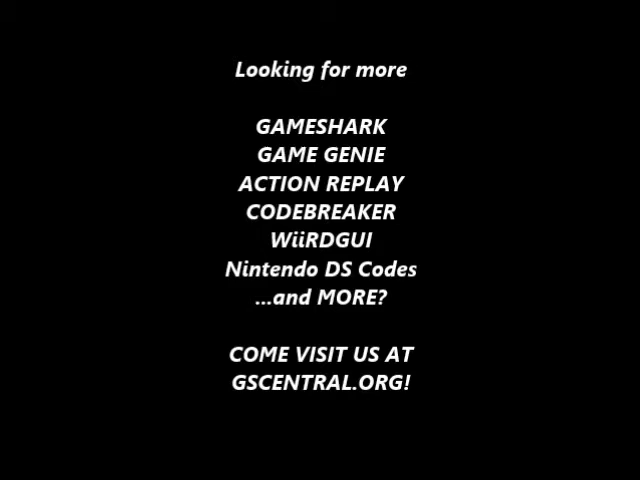 Looking for more
GAMESHARK
GAME GENIE
ACTION REPLAY
CODEBREAKER
WiiRDGUI
Nintendo DS Codes
...and MORE?
COME VISIT US AT
GSCENTRAL.ORG!